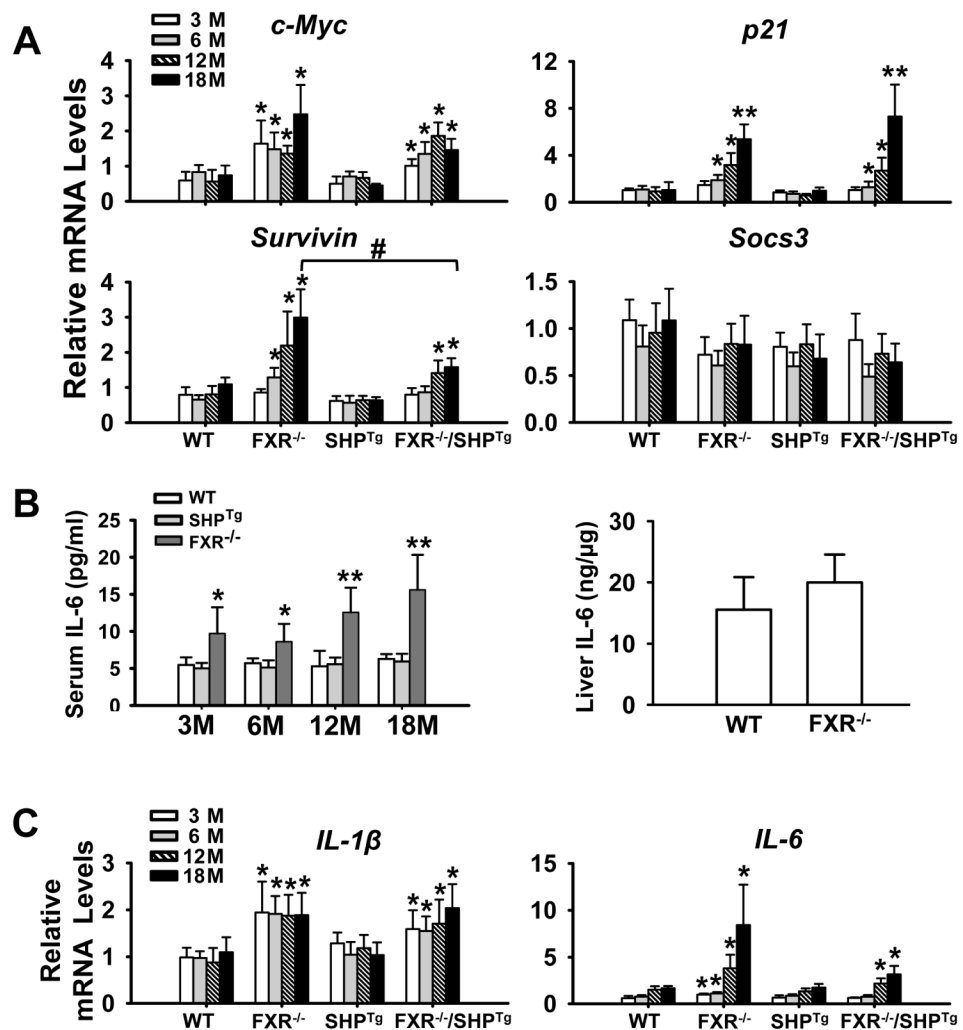 A
3 M
6 M
12 M
18 M
c-Myc
p21
Relative mRNA Levels
4
3
2
1
0
* * * *
* * * *
12
8
4
0
* * **
* * **
Survivin
#
Socs3
4
3
2
1
0
* * *
* *
1.5
1.0
0.5
0.0
WT FXR-/- SHPTg FXR-/-/SHPTg
WT FXR-/- SHPTg FXR-/-/SHPTg
B
WT
SHPTg
FXR-/-
Serum IL-6 (pg/ml)
25
20
15
10
5
0
* * ** **
3M 6M 12M 18M
Liver IL-6 (ng/µg)
30
20
10
0
WT FXR-/-
C
3 M
6 M
12 M
18 M
IL-1β
IL-6
Relative
mRNA Levels
3
2
1
0
* * * *
* * * *
WT FXR-/- SHPTg FXR-/-/SHPTg
15
10
5
0
* * * *
* *
WT FXR-/- SHPTg FXR-/-/SHPTg